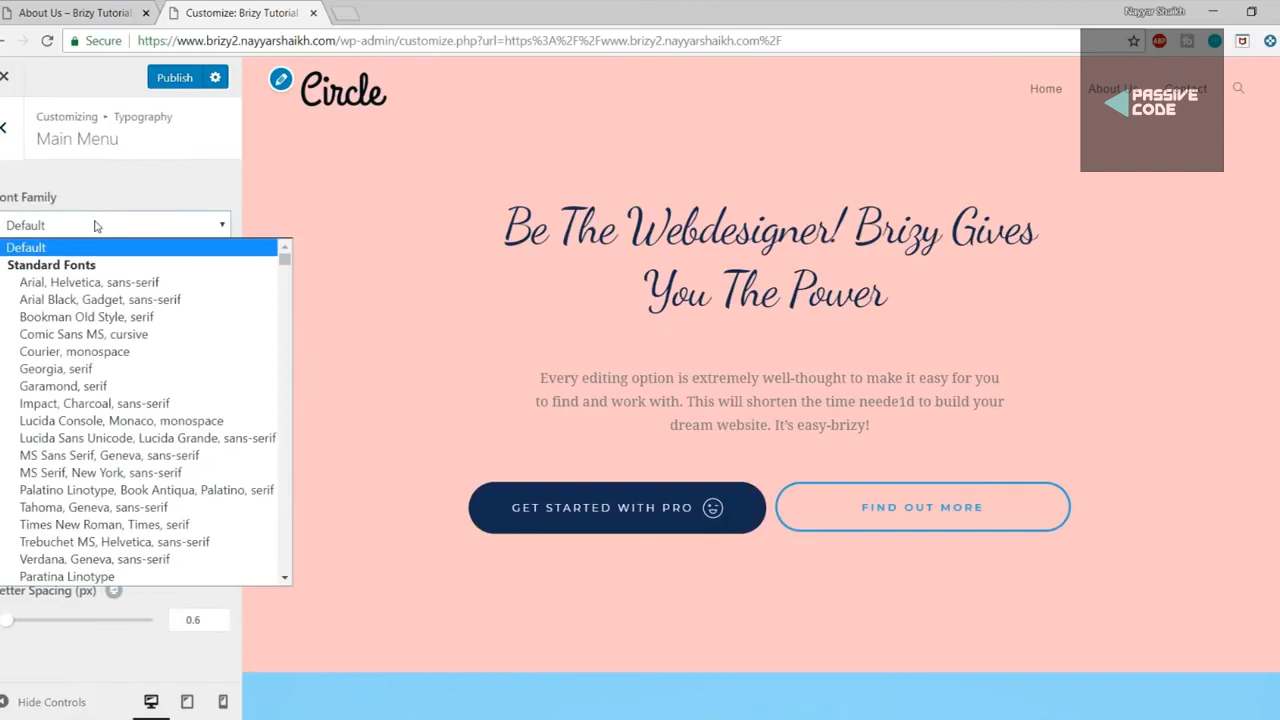 About Us – Brizy Tutorial
Customize: Brizy Tutorial
Nayyar Shaikh
Secure
https://www.brizy2.nayyarshaikh.com/wp-admin/customize.php?url=https%3A%2F%2Fwww.brizy2.nayyarshaikh.com%2F
ABP
Publish
Customizing ▸ Typography
Main Menu
ont Family
Default
Default
Standard Fonts
Arial, Helvetica, sans-serif
Arial Black, Gadget, sans-serif
Bookman Old Style, serif
Comic Sans MS, cursive
Courier, monospace
Georgia, serif
Garamond, serif
Impact, Charcoal, sans-serif
Lucida Console, Monaco, monospace
Lucida Sans Unicode, Lucida Grande, sans-serif
MS Sans Serif, Geneva, sans-serif
MS Serif, New York, sans-serif
Palatino Linotype, Book Antiqua, Palatino, serif
Tahoma, Geneva, sans-serif
Times New Roman, Times, serif
Trebuchet MS, Helvetica, sans-serif
Verdana, Geneva, sans-serif
Paratina Linotype
etter Spacing (px)
0.6
Hide Controls
Circle
Home
About Us
Contact
PASSIVE
CODE
Be The Webdesigner! Brizy Gives
You The Power
Every editing option is extremely well-thought to make it easy for you
to find and work with. This will shorten the time neede1d to build your
dream website. It’s easy-brizy!
GET STARTED WITH PRO
FIND OUT MORE